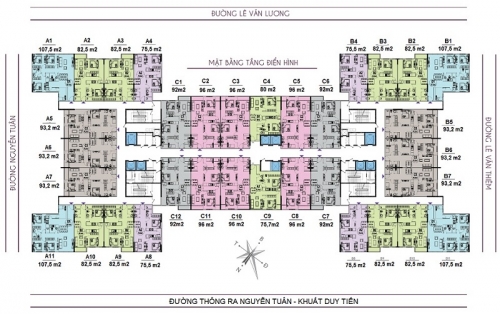 ĐƯỜNG LÊ VĂN LƯƠNG
A1
107,5 m2
A2
82,5 m2
A3
82,5 m2
A4
75,5 m2
MẶT BẰNG TẦNG ĐIỂN HÌNH
B4
75,5 m2
B3
82,5 m2
B2
82,5 m2
B1
107,5 m2
C1
92m2
C2
96 m2
C3
96 m2
C4
80 m2
C5
96 m2
C6
92m2
ĐƯỜNG NGUYỄN TUÂN
A5
93,2 m2
A6
93,2 m2
A7
93,2 m2
B5
93,2m2
B6
93,2 m2
B7
93,2 m2
ĐƯỜNG LÊ VĂN THIÊM
C12
92m2
C11
96 m2
C10
96 m2
C9
75,7m2
C8
96 m2
C7
92m2
A11
107,5 m2
A10
82,5 m2
A9
82,5 m2
A8
75,5 m2
75,5 m2
82,5 m2
82,5 m2
107,5 m2
ĐƯỜNG THÔNG RA NGUYỄN TUÂN - KHUẤT DUY TIẾN